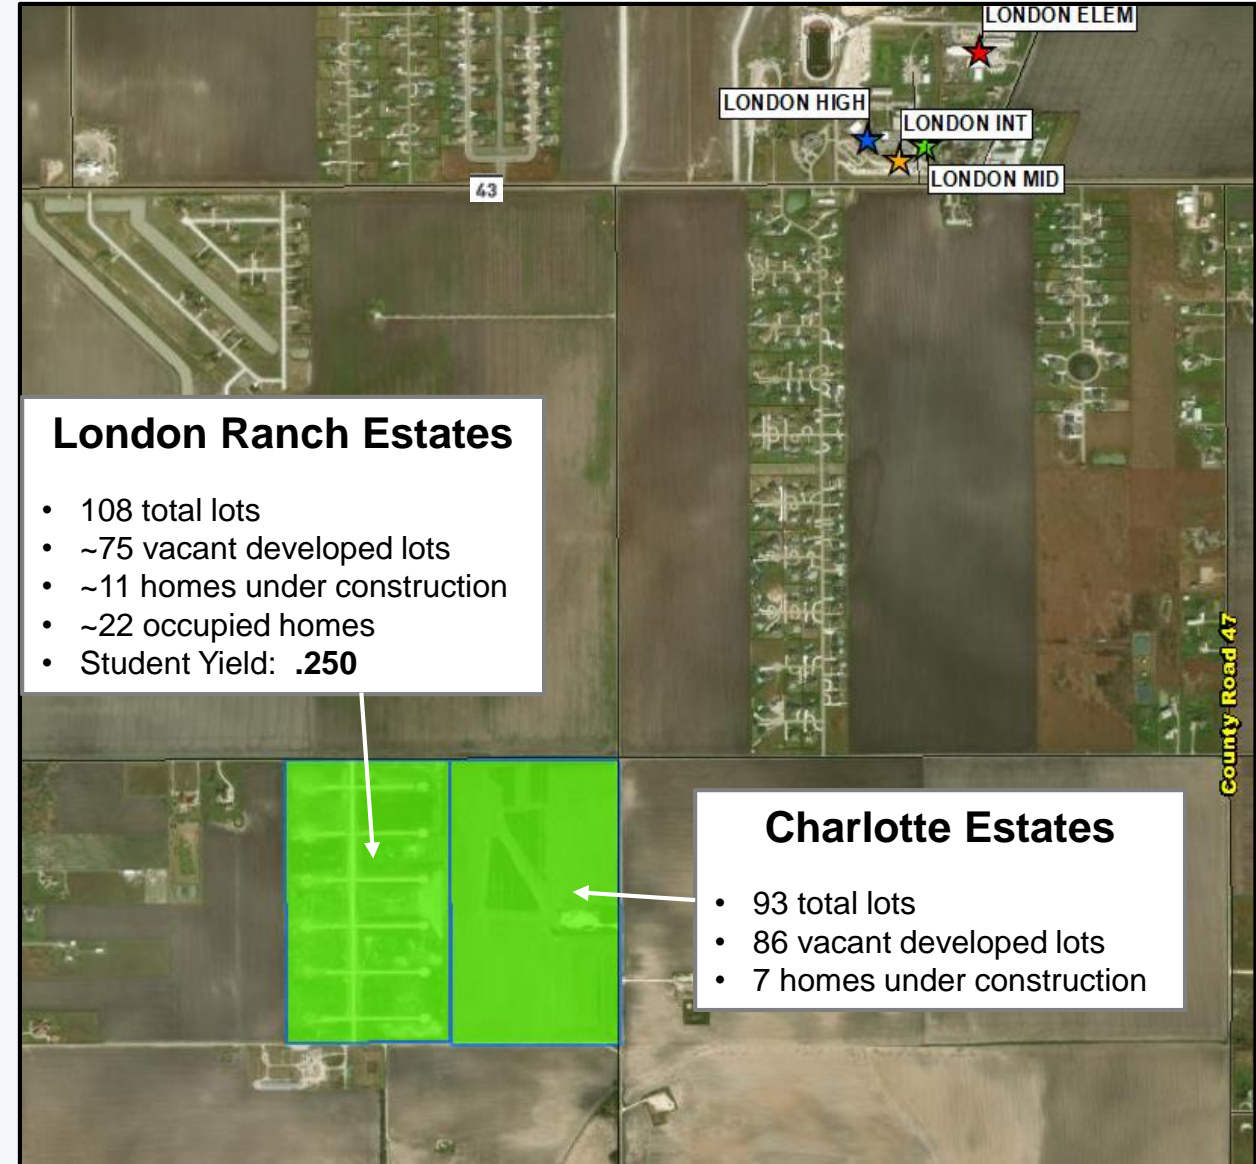 LONDON ELEM
LONDON HIGH
LONDON INT
LONDON MID
43
London Ranch Estates
• 108 total lots
• ~75 vacant developed lots
• ~11 homes under construction
• ~22 occupied homes
• Student Yield: .250
County Road 47
Charlotte Estates
• 93 total lots
• 86 vacant developed lots
• 7 homes under construction